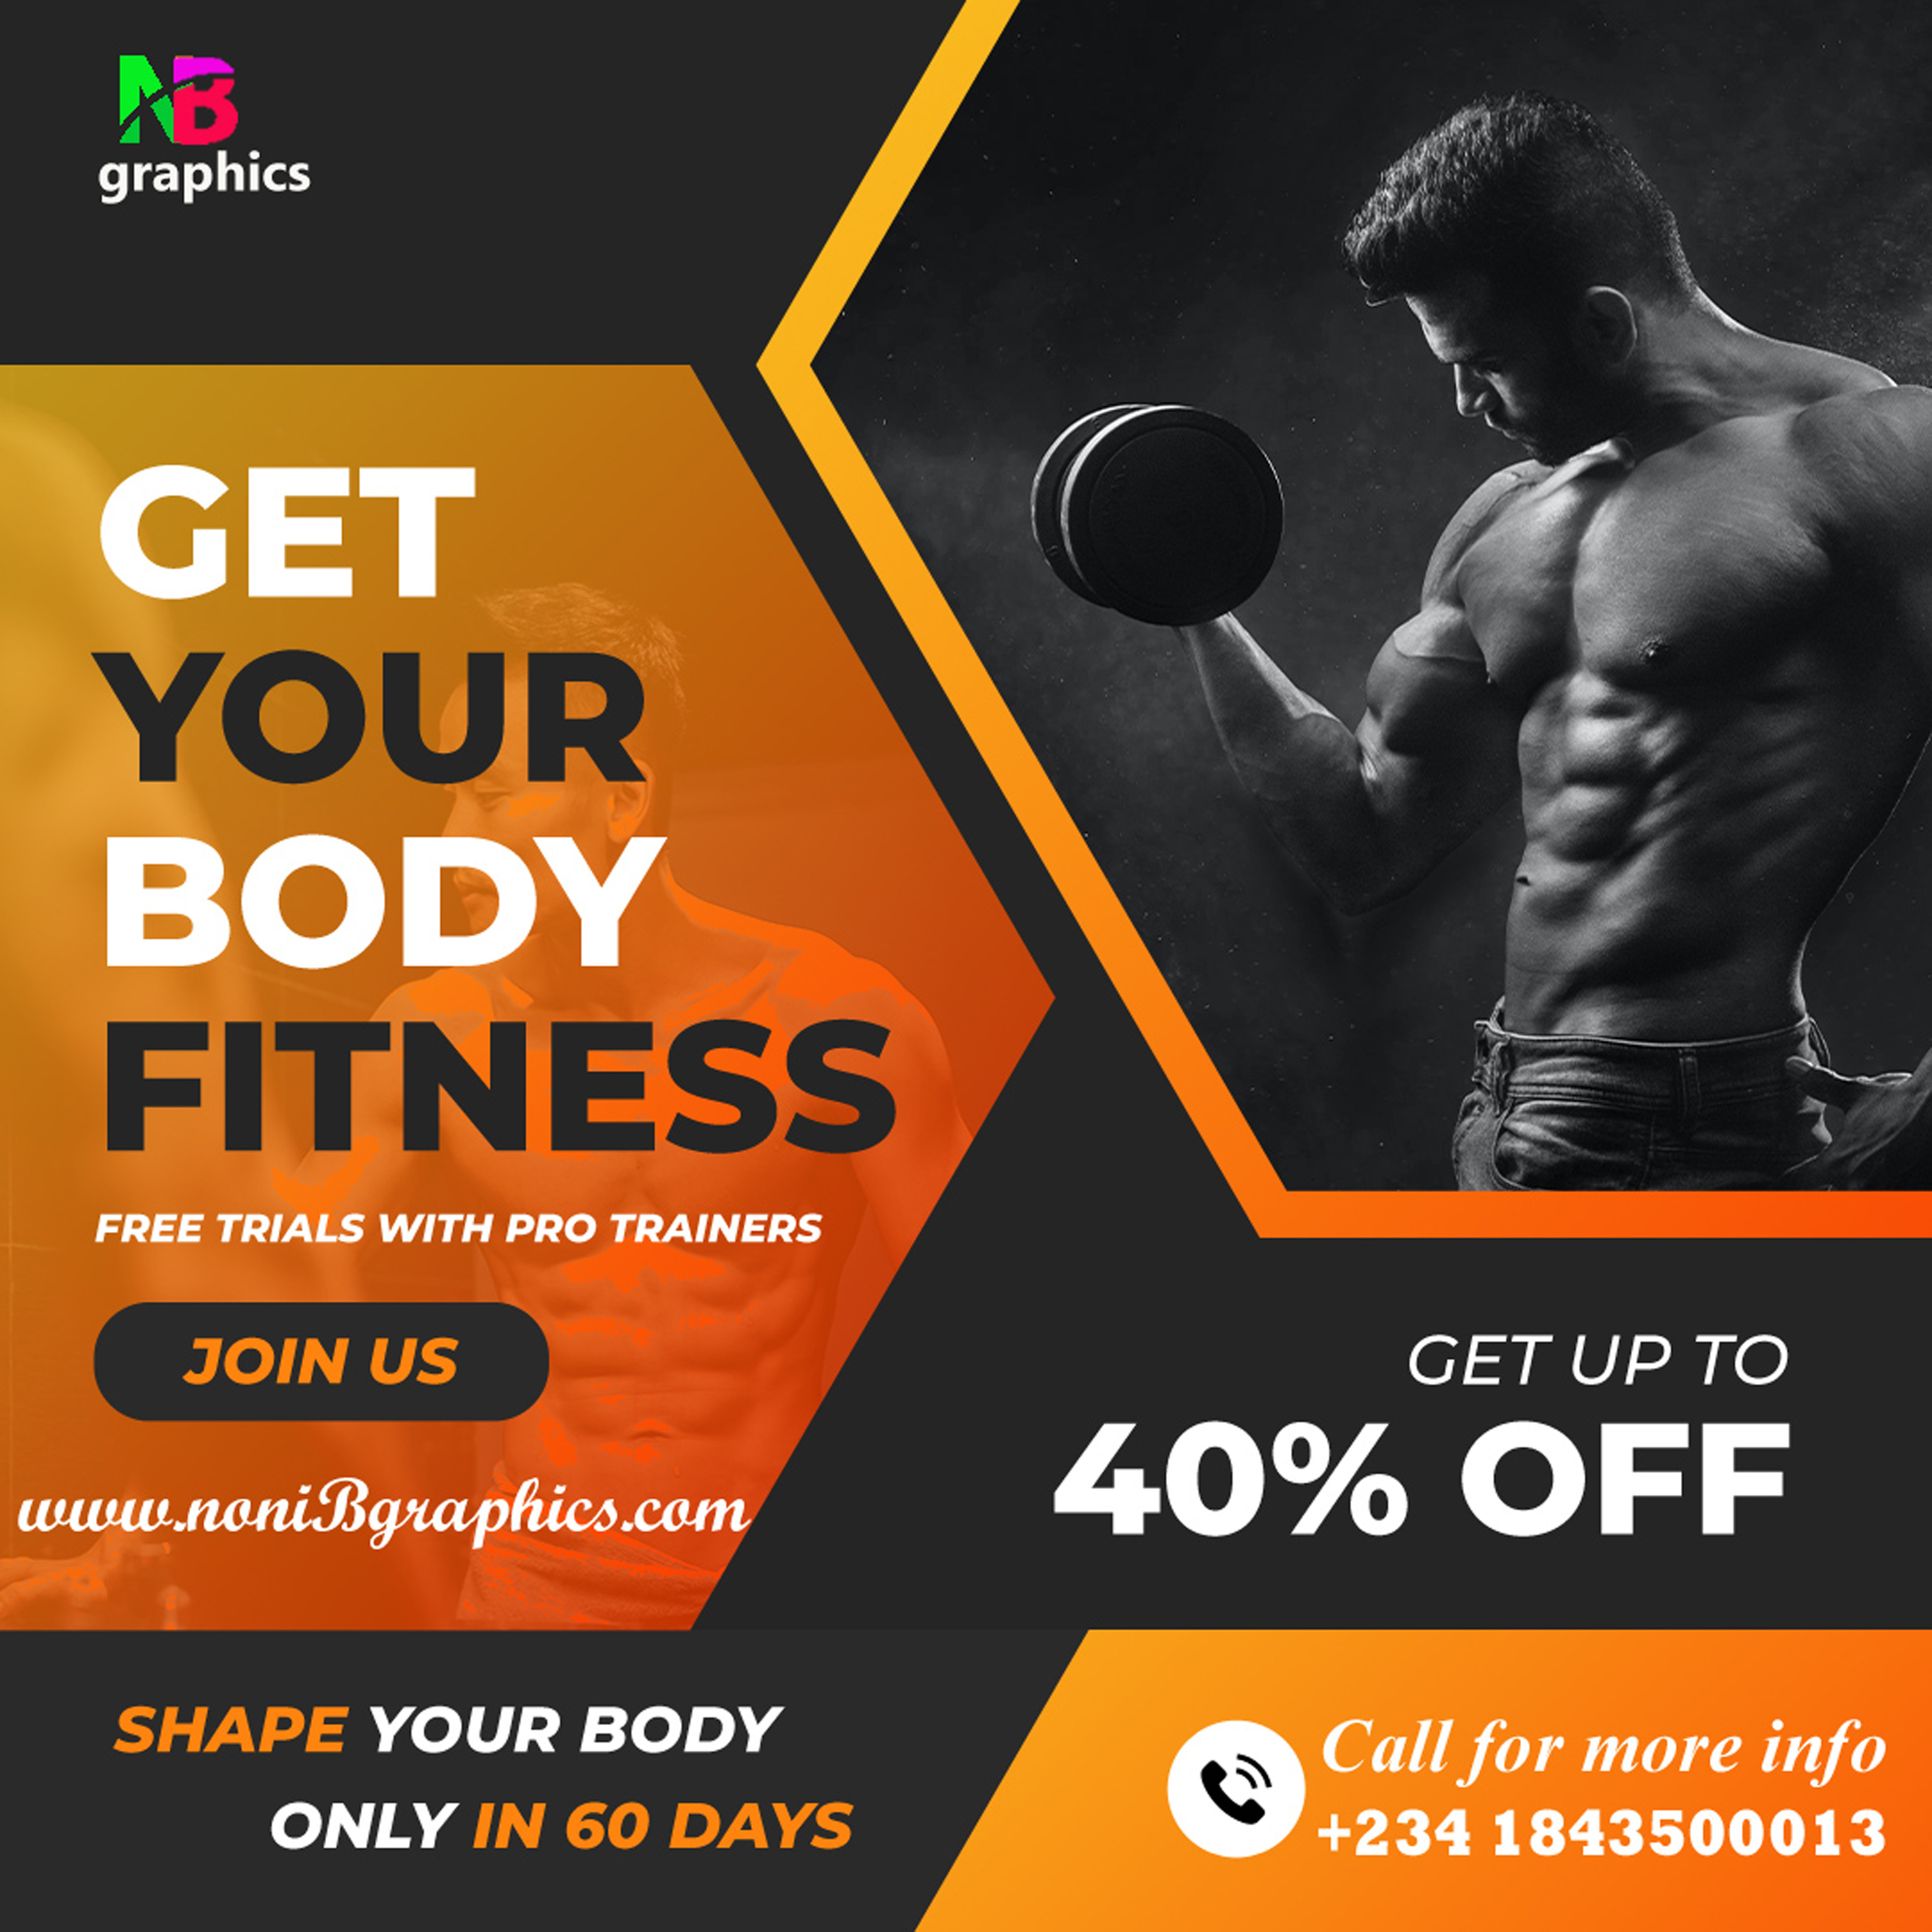 NB
graphics
GET
YOUR
BODY
FITNESS
FREE TRIALS WITH PRO TRAINERS
JOIN US
www.noniBgraphics.com
GET UP TO
40% OFF
SHAPE YOUR BODY
ONLY IN 60 DAYS
Call for more info
+234 1843500013